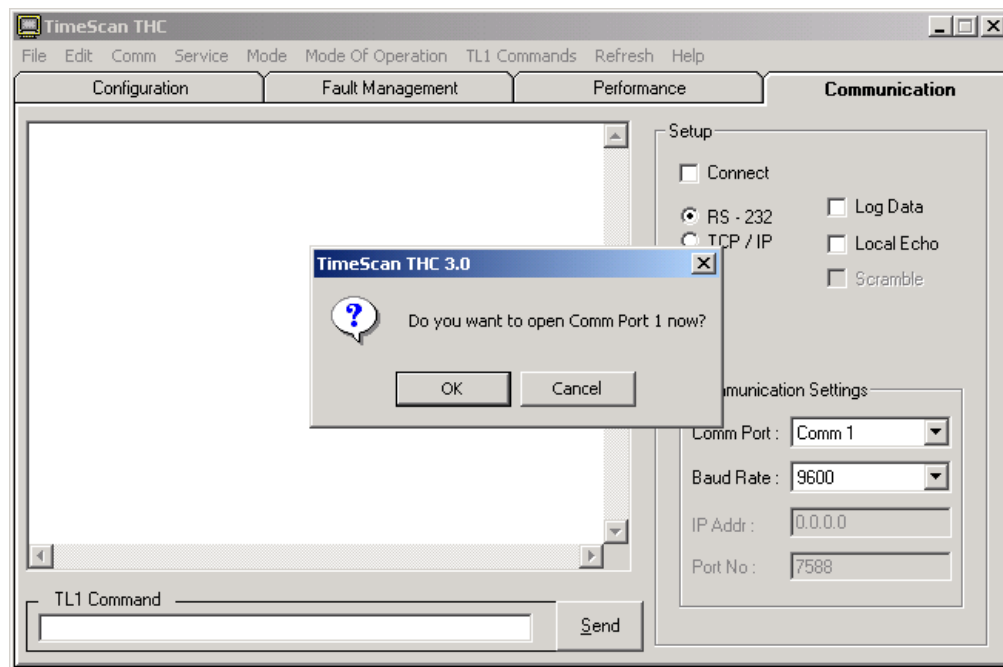 TimeScan THC
File Edit Comm Service Mode Mode Of Operation TL1 Commands Refresh Help
Configuration Fault Management Performance Communication
Setup
Connect
RS - 232
TCP / IP
Log Data
Local Echo
Scramble
TimeScan THC 3.0
Do you want to open Comm Port 1 now?
OK Cancel
Settings
Comm Port : Comm 1
Baud Rate : 9600
IP Addr : 0.0.0.0
Port No : 7588
TL1 Command
Send